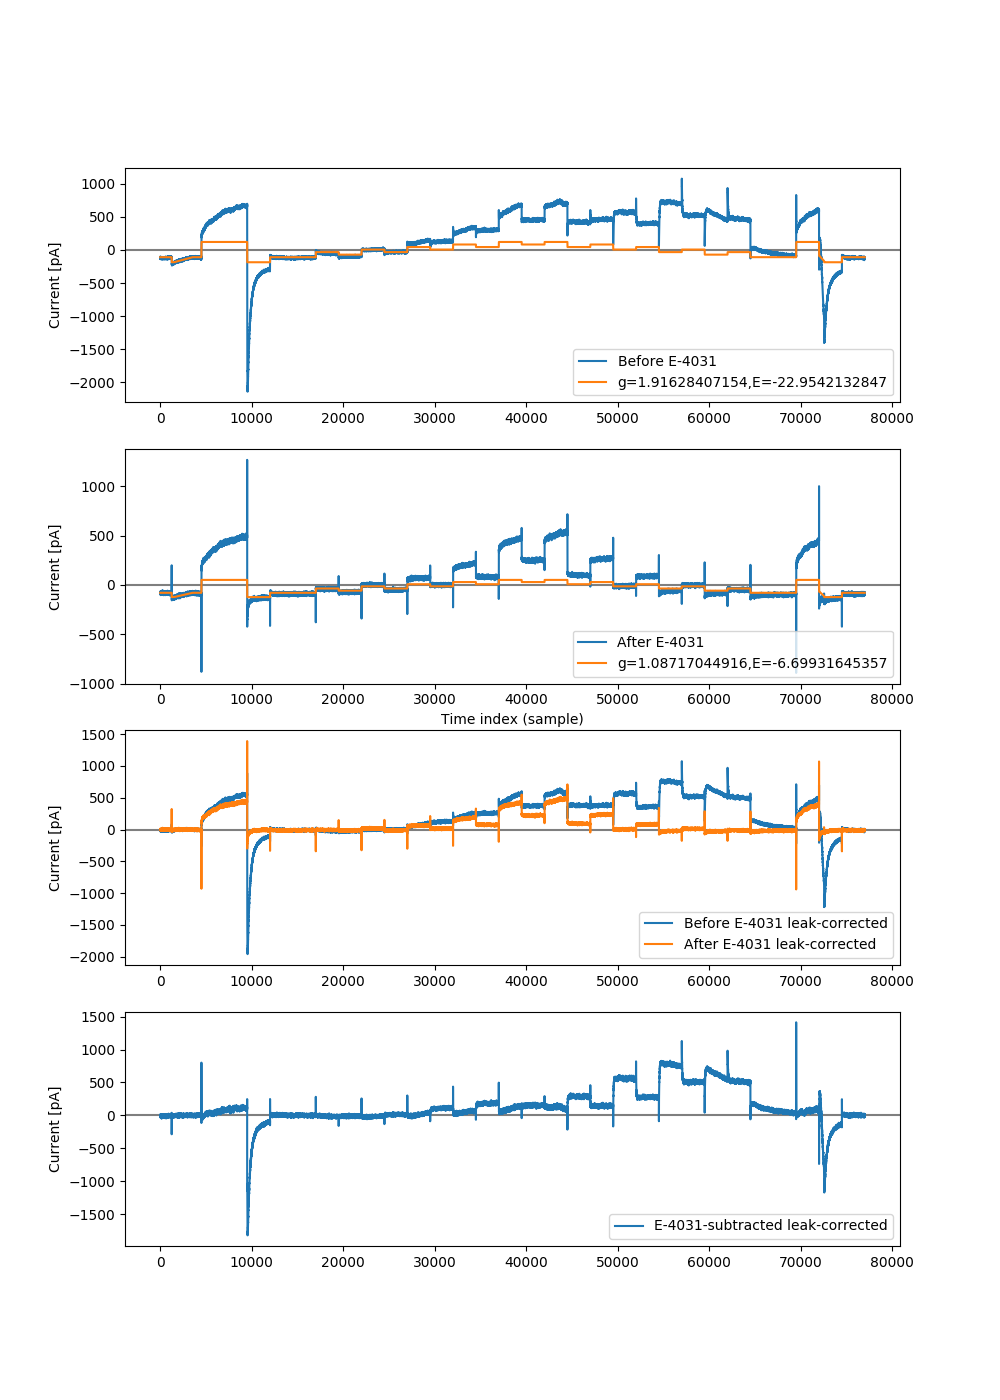 1000
500
0
−500
−1000
−1500
−2000
Current [pA]
Before E-4031
g=1.91628407154,E=-22.9542132847
0 10000 20000 30000 40000 50000 60000 70000 80000
1000
500
0
−500
−1000
Current [pA]
After E-4031
g=1.08717044916,E=-6.69931645357
0 10000 20000 30000 40000 50000 60000 70000 80000
Time index (sample)
1500
1000
500
0
−500
−1000
−1500
−2000
Current [pA]
Before E-4031 leak-corrected
After E-4031 leak-corrected
0 10000 20000 30000 40000 50000 60000 70000 80000
1500
1000
500
0
−500
−1000
−1500
Current [pA]
E-4031-subtracted leak-corrected
0 10000 20000 30000 40000 50000 60000 70000 80000